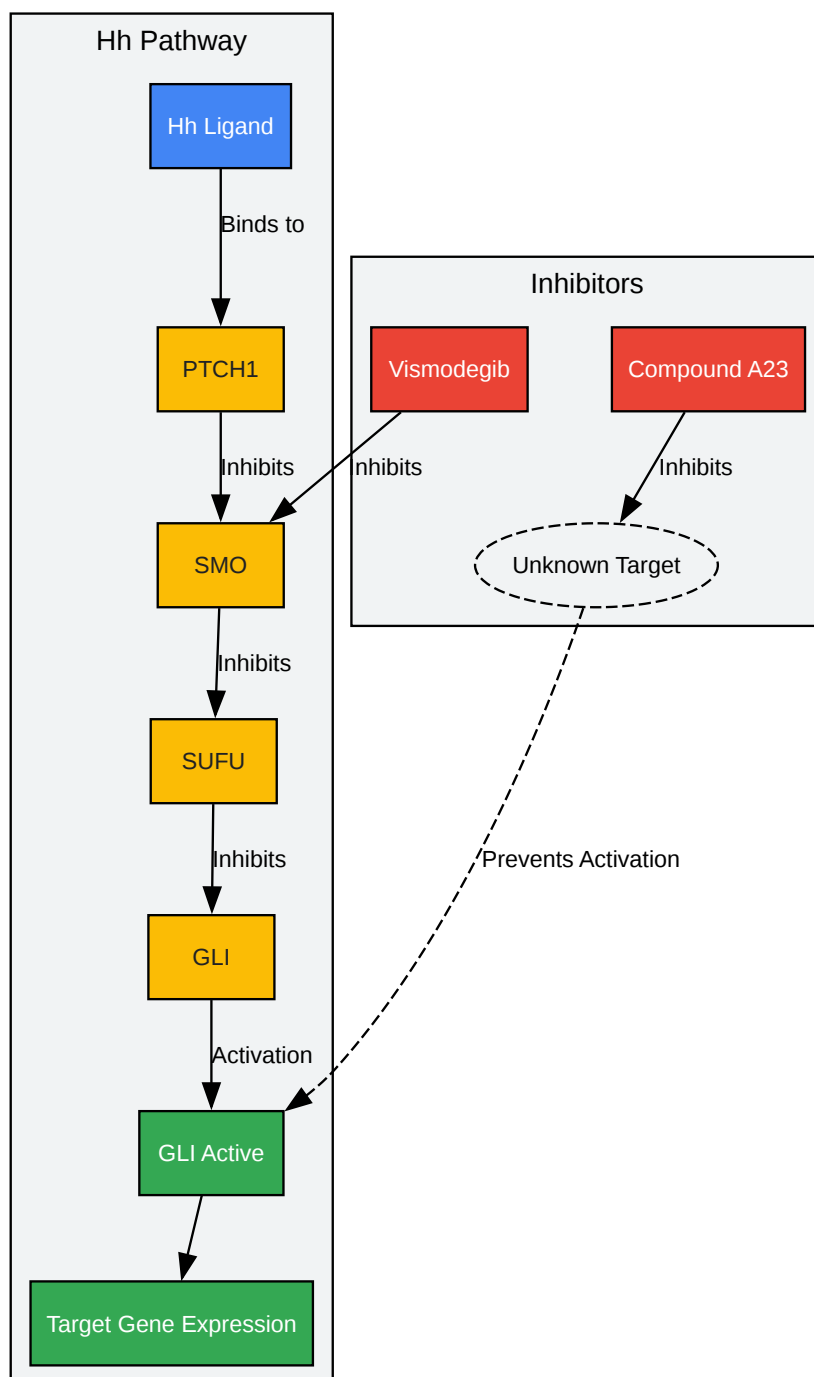 Hh Pathway
Hh Ligand
Binds to
Inhibitors
PTCH1
Vismodegib
Compound A23
Inhibits
Inhibits
Inhibits
SMO
Unknown Target
Inhibits
SUFU
Inhibits
Prevents Activation
GLI
Activation
GLI Active
Target Gene Expression